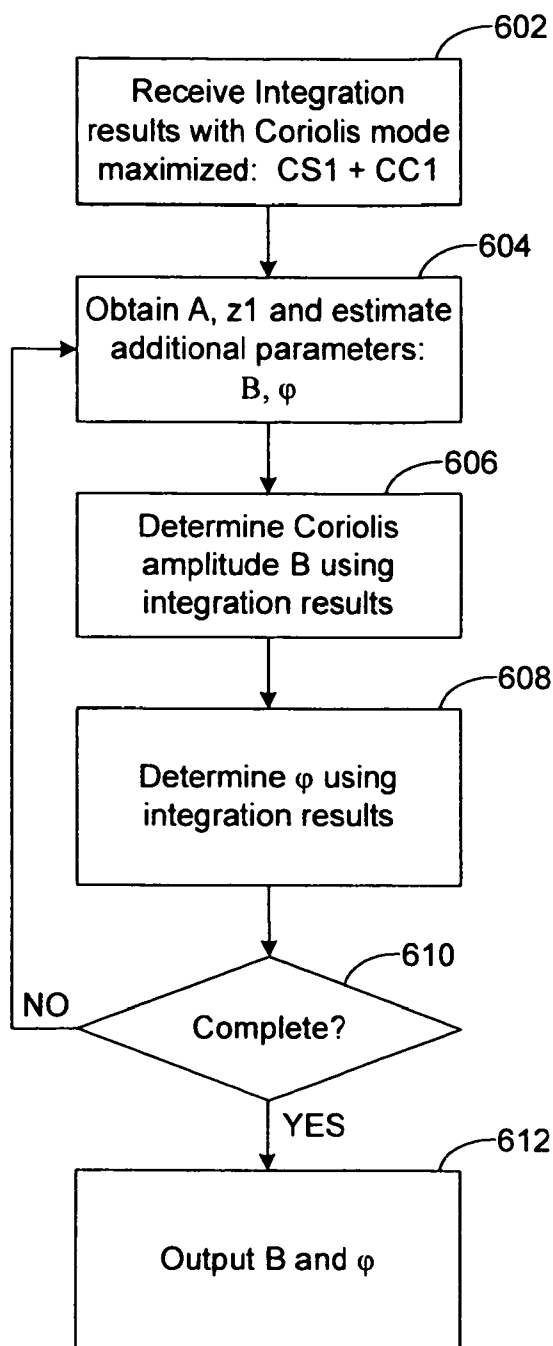 602
Receive Integration
results with Coriolis mode
maximized: CS1 + CC1
604
Obtain A, z1 and estimate
additional parameters:
B, φ
606
Determine Coriolis
amplitude B using
integration results
608
Determine φ using
integration results
610
NO
Complete?
YES
612
Output B and φ